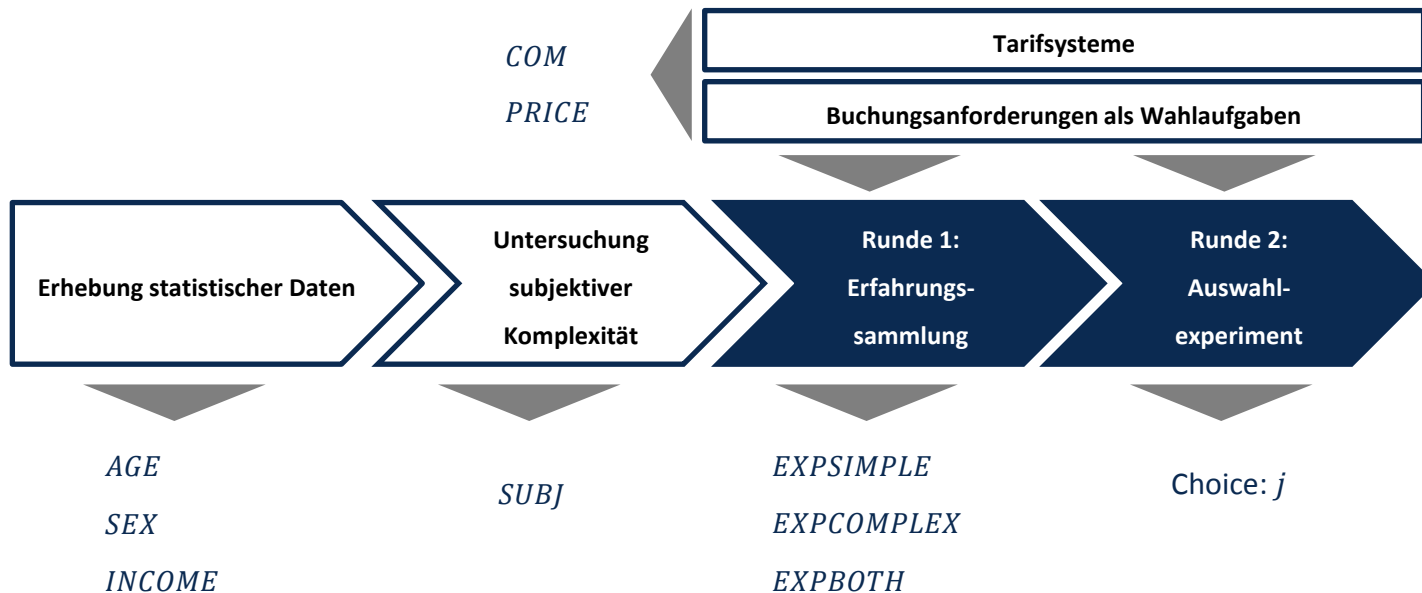 Tarifsysteme
COM
PRICE
Buchungsanforderungen als Wahlaufgaben
Erhebung statistischer Daten
Untersuchung
subjektiver
Komplexität
Runde 1:
Erfahrungs-
sammlung
Runde 2:
Auswahl-
experiment
AGE
SEX
INCOME
SUBJ
EXPSIMPLE
EXPCOMPLEX
EXPBOTH
Choice: j